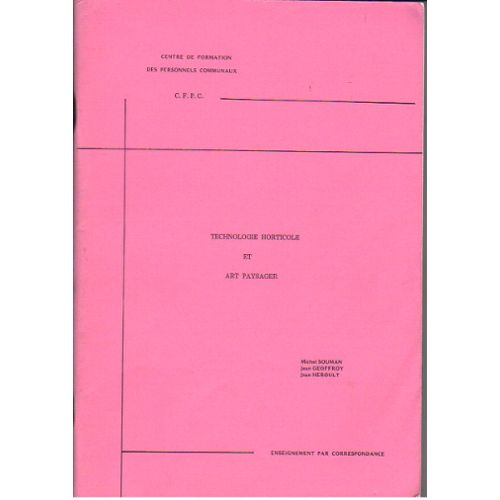 CENTRE DE FORMATION
DES PERSONNELS COMMUNAUX
C.F.P.C.
TECHNOLOGIE HORTICOLE
ET
ART PAYSAGER
Michel SOUMAN
Jean GEOFFROY
Jean HEROULT
ENSEIGNEMENT PAR CORRESPONDANCE